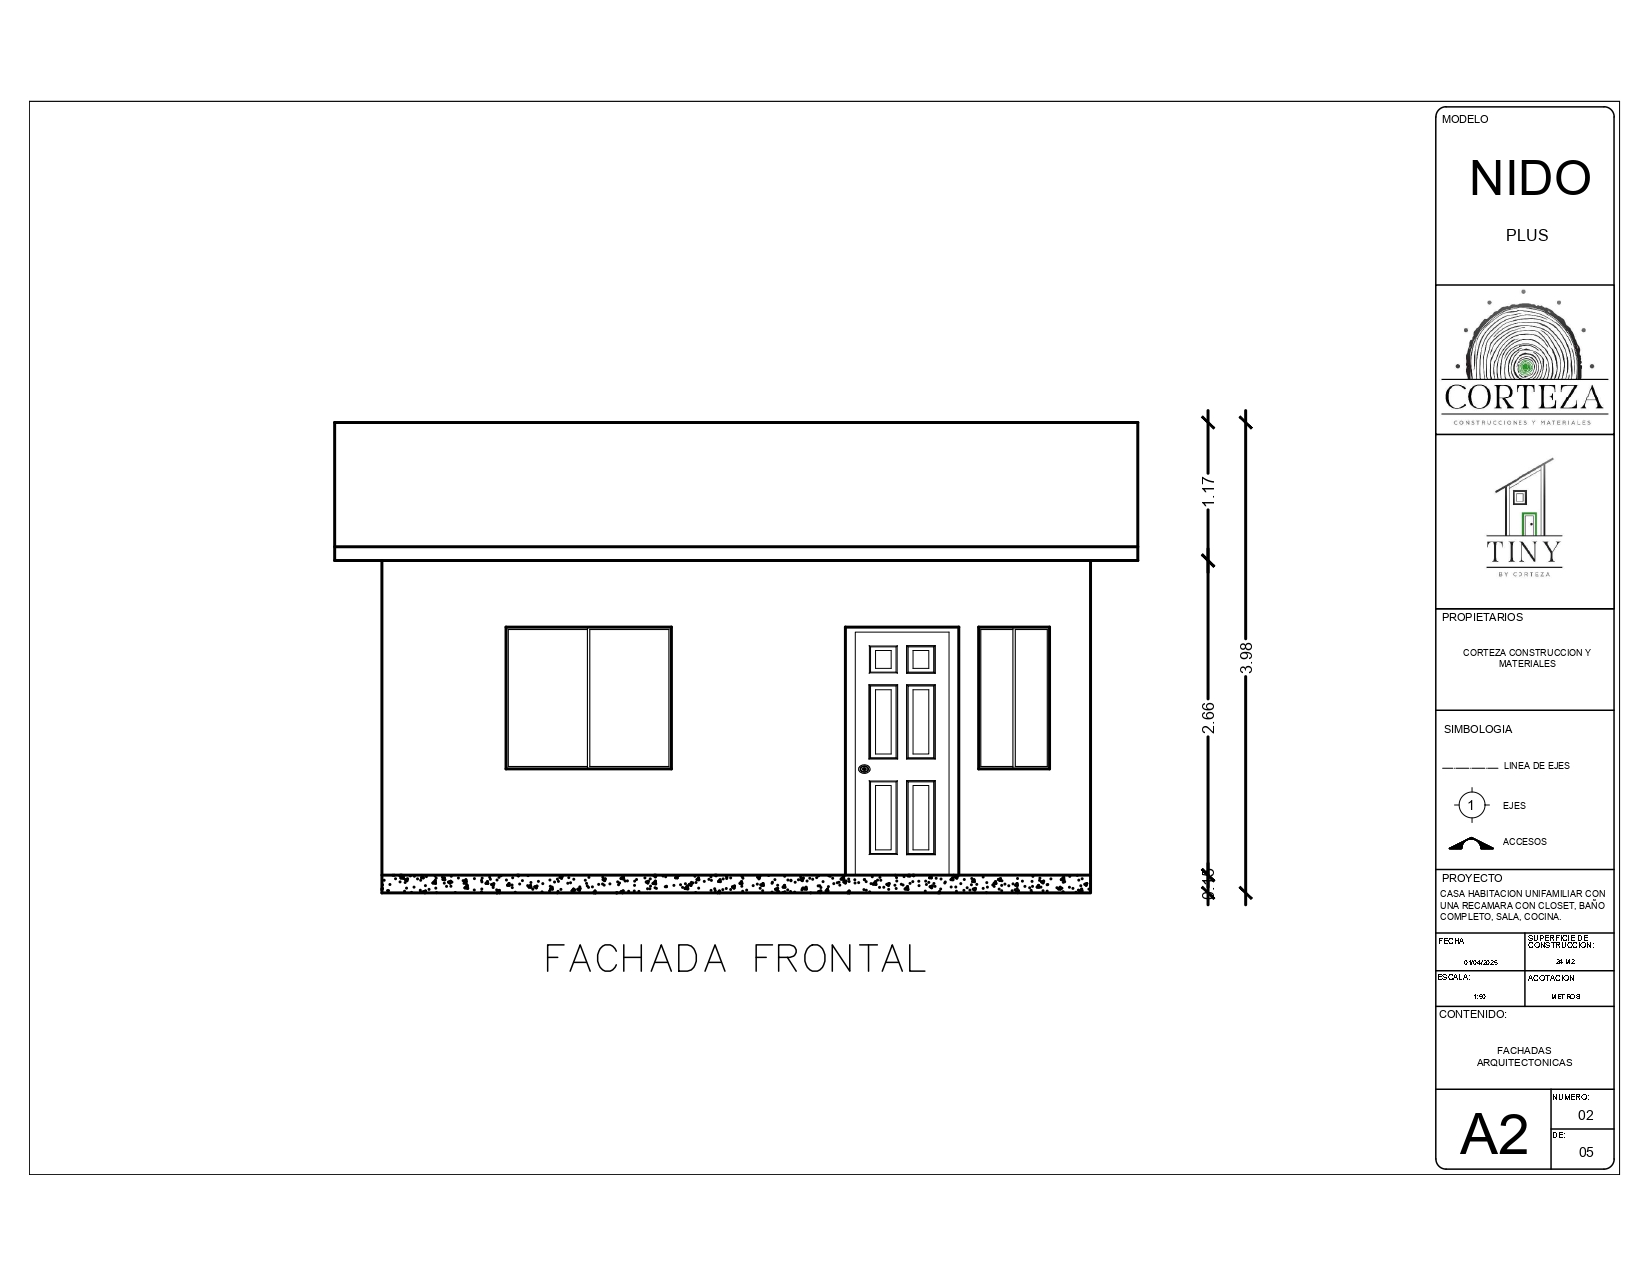 MODELO
NIDO
PLUS
CORTEZA
CONSTRUCCIONES Y MATERIALES
TINY
BY CORTEZA
PROPIETARIOS
CORTEZA CONSTRUCCION Y
MATERIALES
SIMBOLOGIA
LINEA DE EJES
1 EJES
ACCESOS
PROYECTO
CASA HABITACION UNIFAMILIAR CON
UNA RECAMARA CON CLOSET, BAÑO
COMPLETO, SALA, COCINA.
FECHA
01/04/2025
SUPERFICIE DE
CONSTRUCCION:
24 M2
ESCALA:
1:50
ACOTACION
METROS
CONTENIDO:
FACHADAS
ARQUITECTONICAS
A2
NUMERO:
02
DE:
05
1.17
2.66
3.98
FACHADA FRONTAL